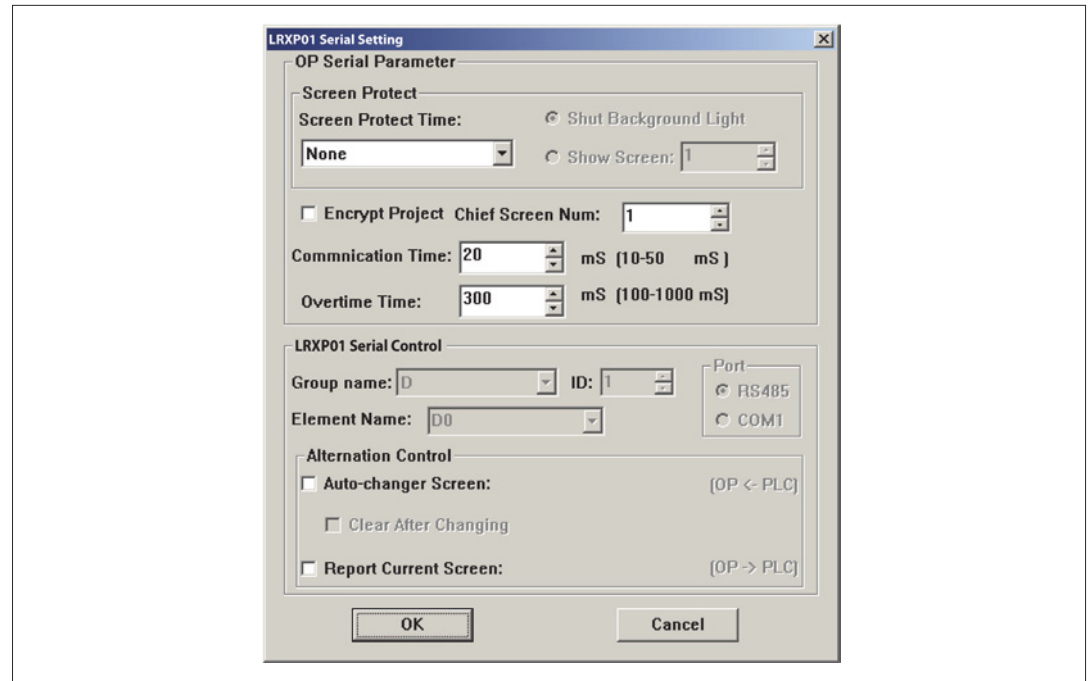 LRXP01 Serial Setting
OP Serial Parameter
Screen Protect
Screen Protect Time:
Shut Background Light
None
Show Screen: 1
Encrypt Project Chief Screen Num: 1
Commnication Time: 20 mS (10-50 mS )
Overtime Time: 300 mS (100-1000 mS)
LRXP01 Serial Control
Group name: D ID: 1
Port
RS485
Element Name: D0
COM1
Alternation Control
Auto-changer Screen: (OP <- PLC)
Clear After Changing
Report Current Screen: (OP -> PLC)
OK Cancel